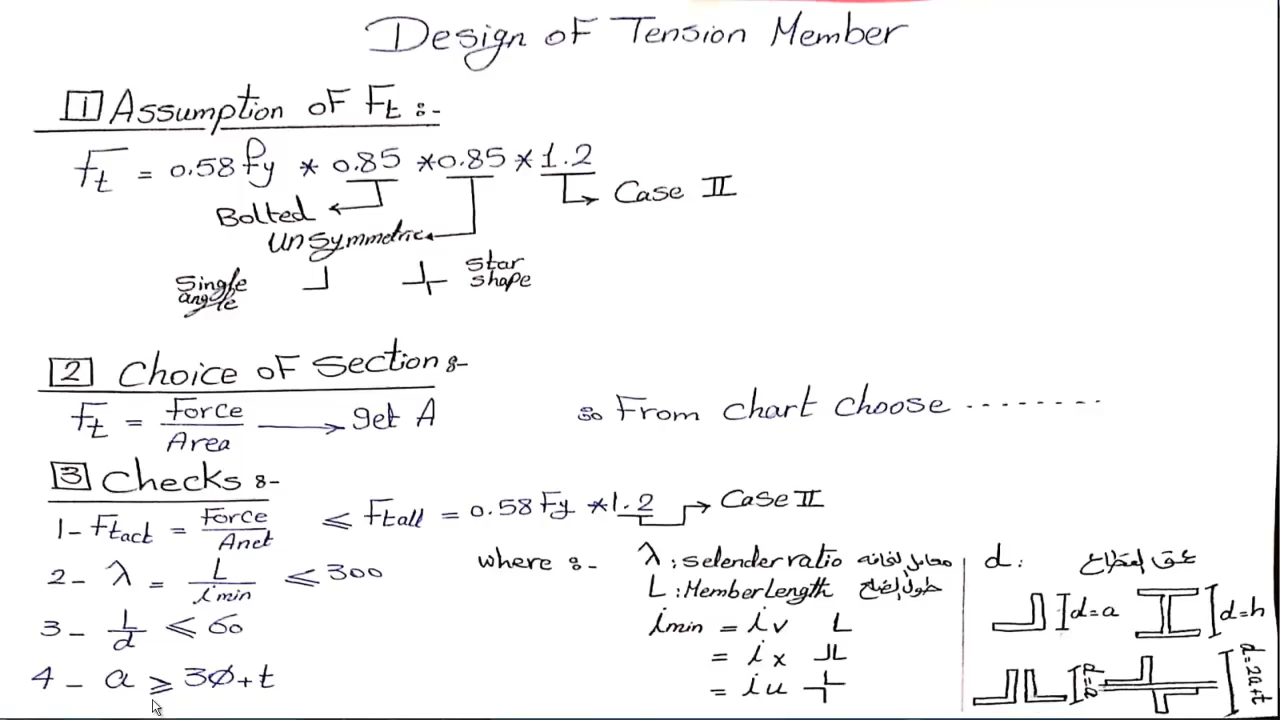 Design of Tension Member
1 Assumption of Ft :-
Ft = 0.58 fy * 0.85 * 0.85 * 1.2
Bolted
Case II
Unsymmetric
Single angle
Star shape
2 Choice of Section :-
Ft = Force / Area → get A
so From chart choose ........
3 Checks :-
1- Ftact = Force / Anet ≤ Ftall = 0.58 Fy * 1.2 → Case II
2- λ = L / imin ≤ 300
3- L / d ≤ 60
4- a ≥ 3Ø + t
where :-
λ : selender ratio معامل النحافة
L : Member Length طول العضو
imin = iv
= ix
= iu
d : عمق القطاع
d=a
d=h
d=a
d=2a+t